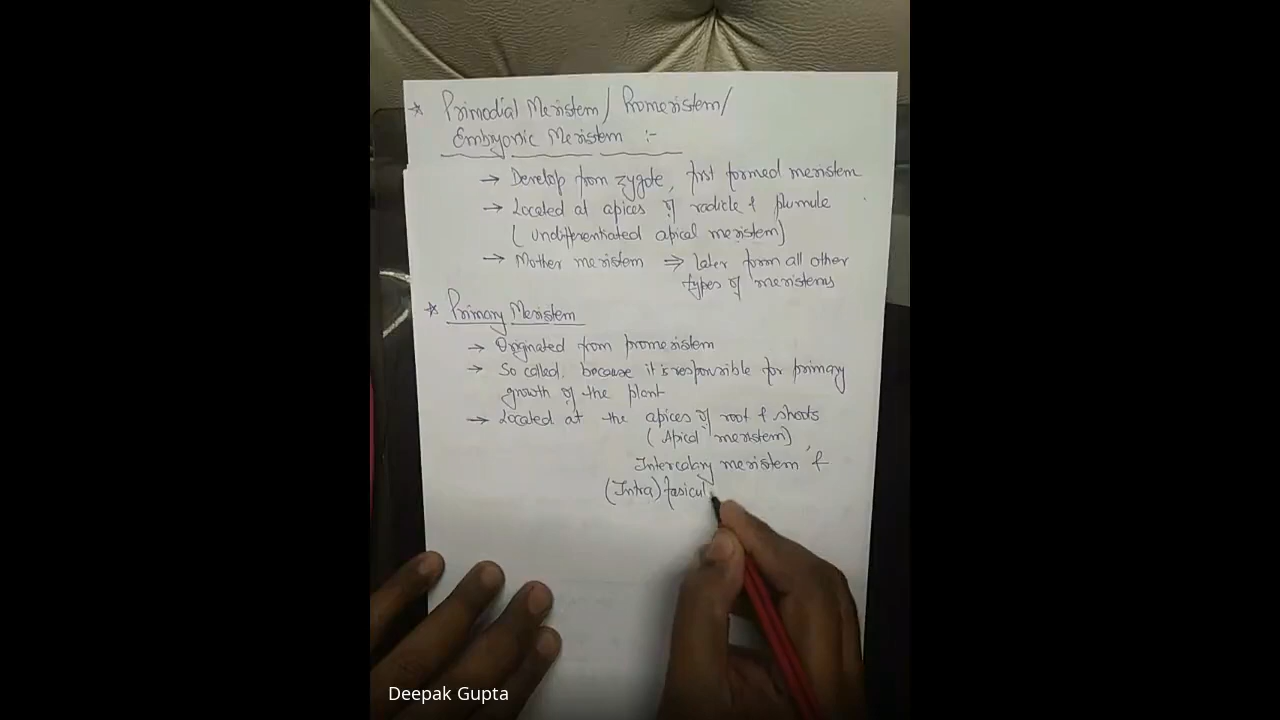 * Primodial Meristem / Promeristem /
Embryonic Meristem :-
→ Develop from zygote, first formed meristem
→ Located at apices of radicle & plumule
( undifferentiated apical meristem)
→ Mother meristem ⇒ later form all other
types of meristems
* Primary Meristem
→ Originated from promeristem
→ So called. because it is responsible for primary
growth of the plant
→ Located at the apices of root & shoots
( Apical meristem) ,
Intercalary meristem &
(Intra) fasicul
Deepak Gupta